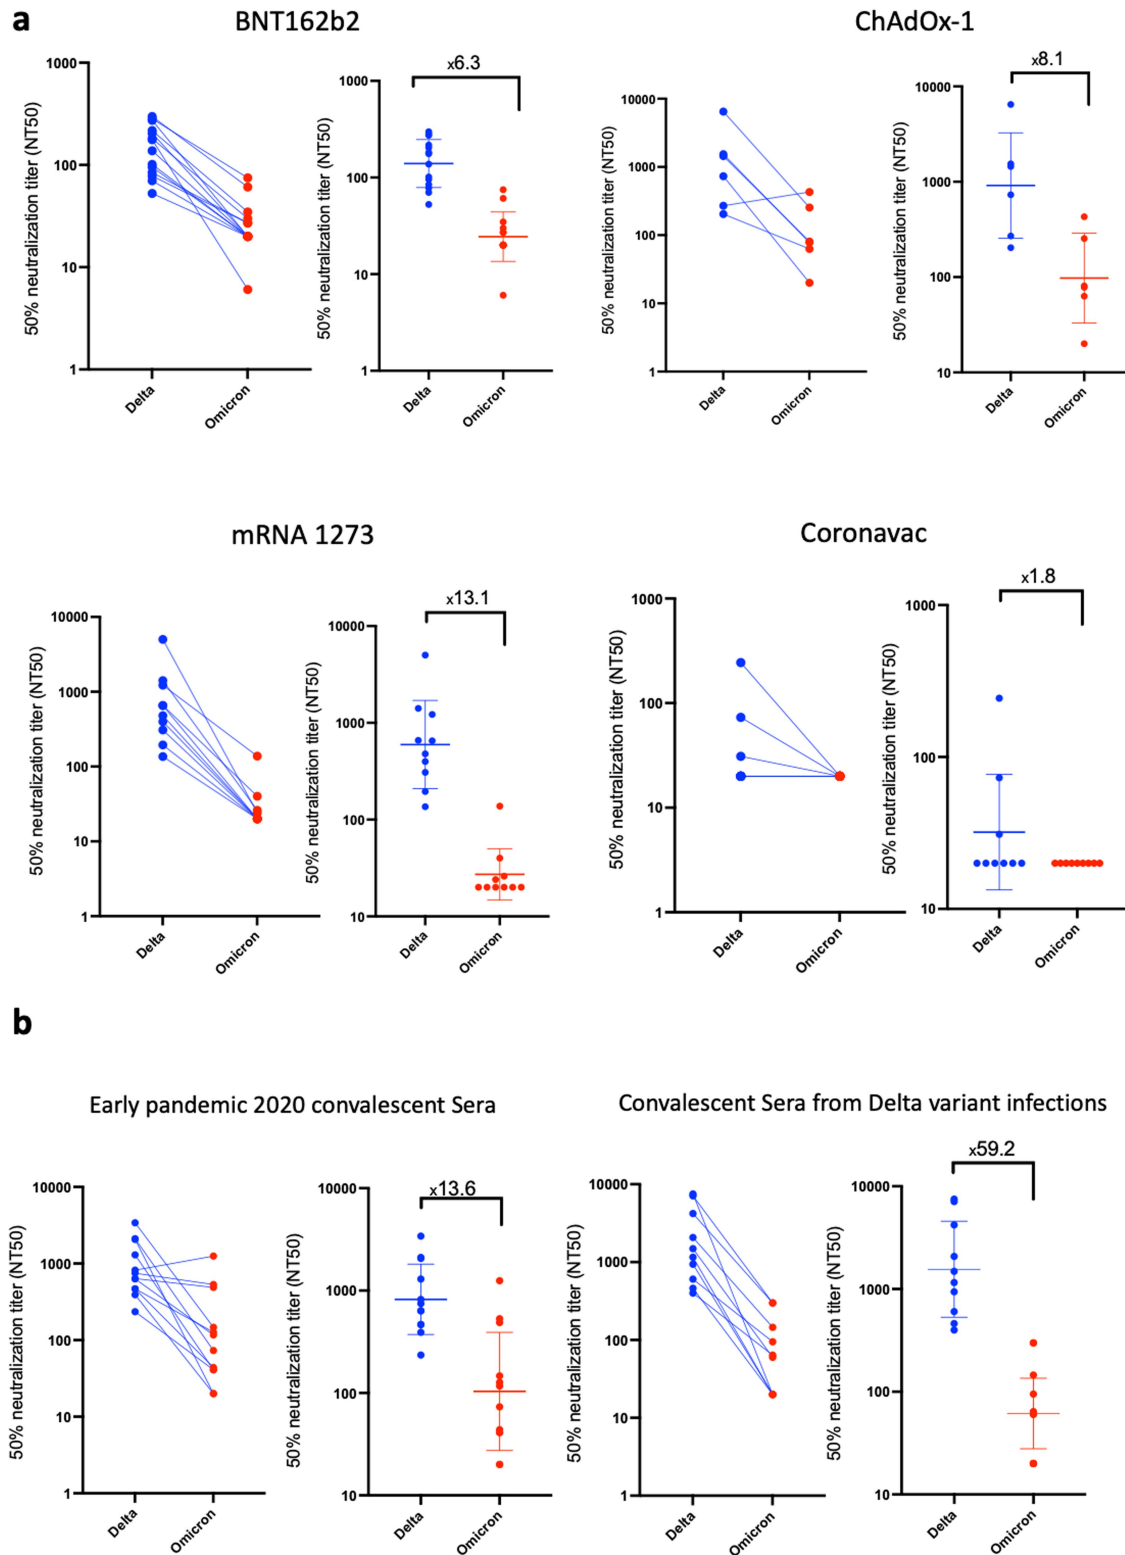 a
BNT162b2
50% neutralization titer (NT50)
1000
100
10
1
Delta
Omicron
x6.3
50% neutralization titer (NT50)
1000
100
10
1
Delta
Omicron
ChAdOx-1
50% neutralization titer (NT50)
10000
1000
100
10
1
Delta
Omicron
x8.1
50% neutralization titer (NT50)
10000
1000
100
10
Delta
Omicron
mRNA 1273
50% neutralization titer (NT50)
10000
1000
100
10
1
Delta
Omicron
x13.1
50% neutralization titer (NT50)
10000
1000
100
10
Delta
Omicron
Coronavac
50% neutralization titer (NT50)
1000
100
10
1
Delta
Omicron
x1.8
50% neutralization titer (NT50)
1000
100
10
Delta
Omicron
b
Early pandemic 2020 convalescent Sera
50% neutralization titer (NT50)
10000
1000
100
10
1
Delta
Omicron
x13.6
50% neutralization titer (NT50)
10000
1000
100
10
Delta
Omicron
Convalescent Sera from Delta variant infections
50% neutralization titer (NT50)
10000
1000
100
10
1
Delta
Omicron
x59.2
50% neutralization titer (NT50)
10000
1000
100
10
Delta
Omicron